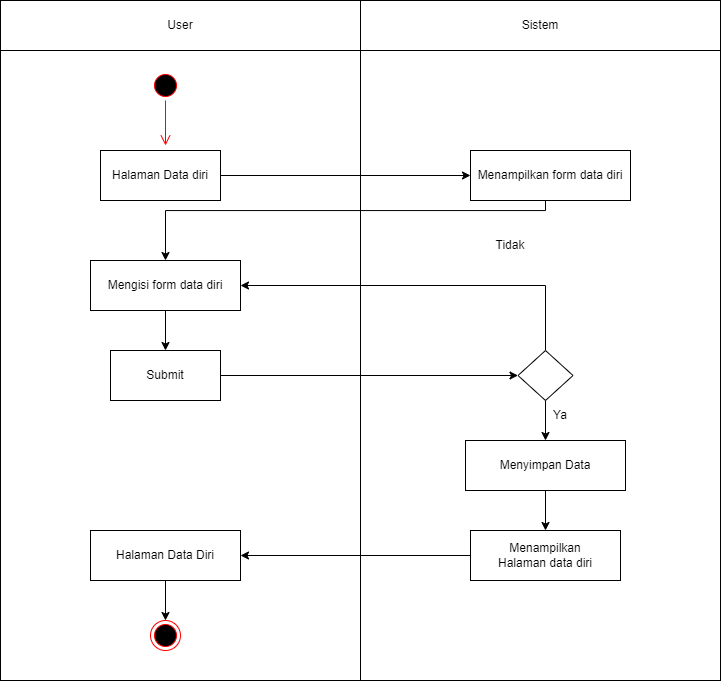 User
Sistem
Halaman Data diri
Menampilkan form data diri
Tidak
Mengisi form data diri
Submit
Ya
Menyimpan Data
Halaman Data Diri
Menampilkan
Halaman data diri